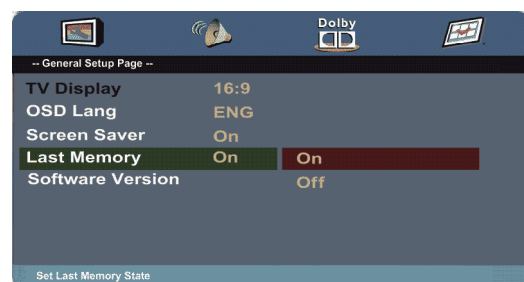 Dolby
-- General Setup Page --
TV Display 16:9
OSD Lang ENG
Screen Saver On
Last Memory On On
Software Version Off
Set Last Memory State